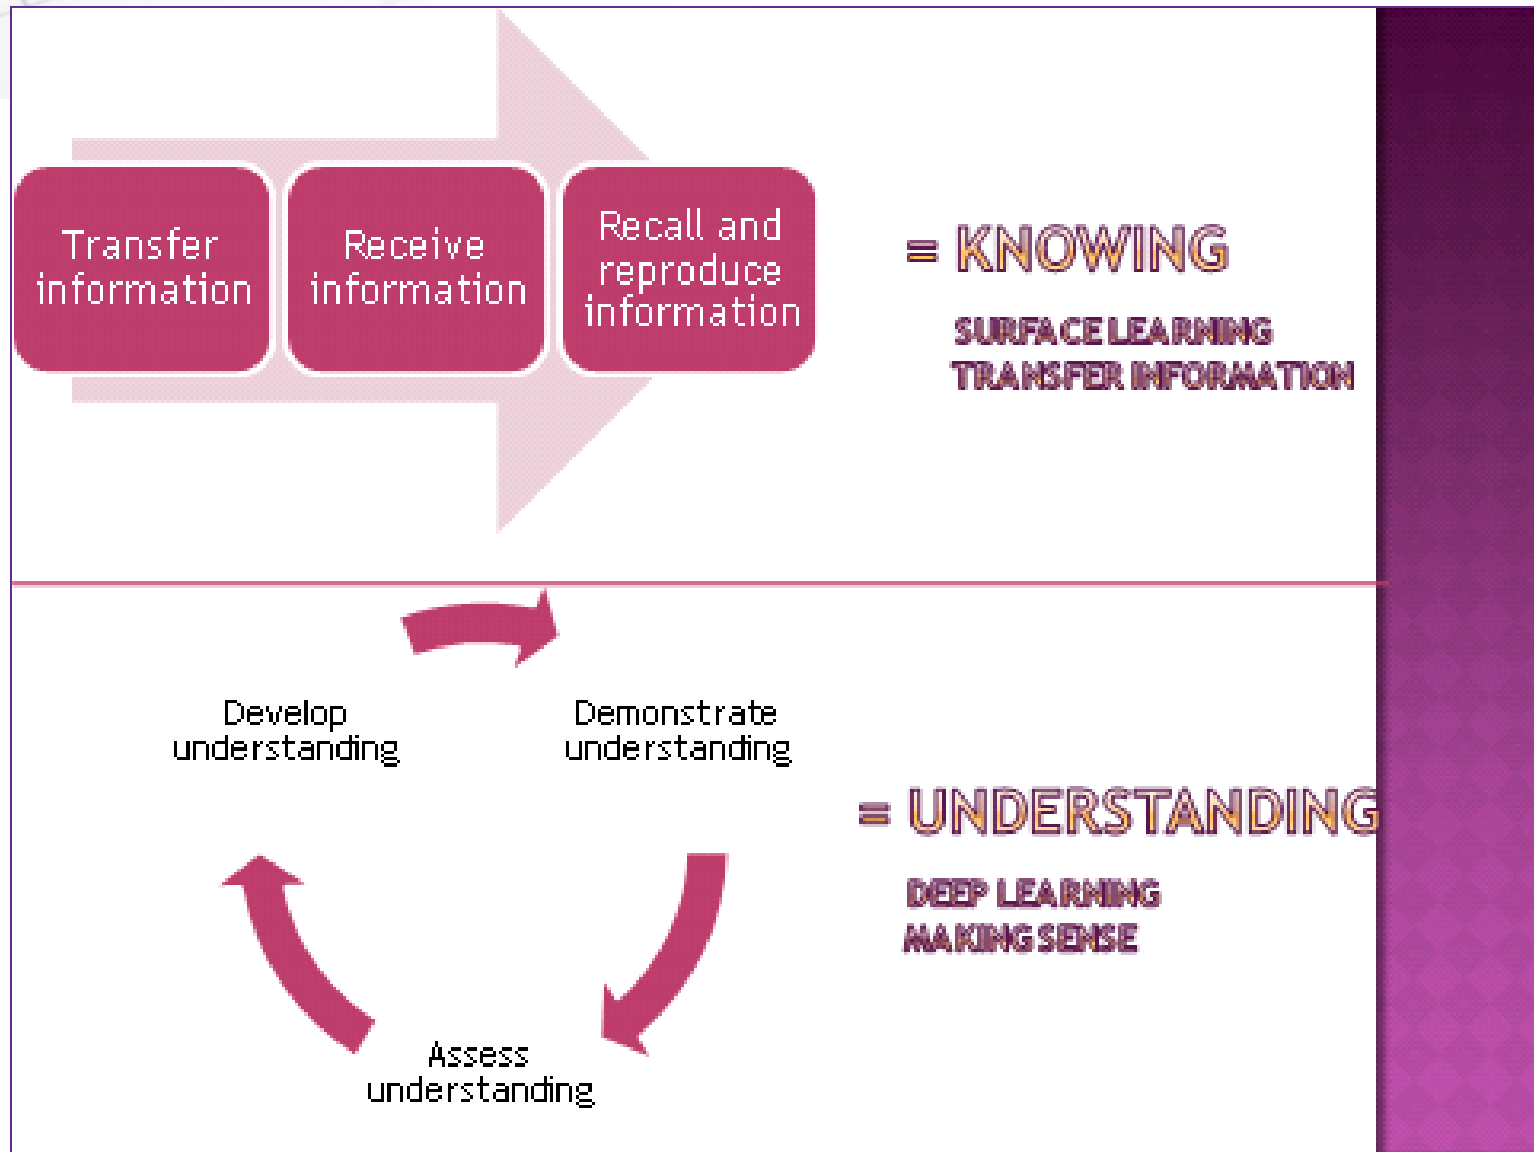 Transfer
information
Receive
information
Recall and
reproduce
information
= KNOWING
SURFACE LEARNING
TRANSFER INFORMATION
Develop
understanding
Demonstrate
understanding
Assess
understanding
= UNDERSTANDING
DEEP LEARNING
MAKING SENSE